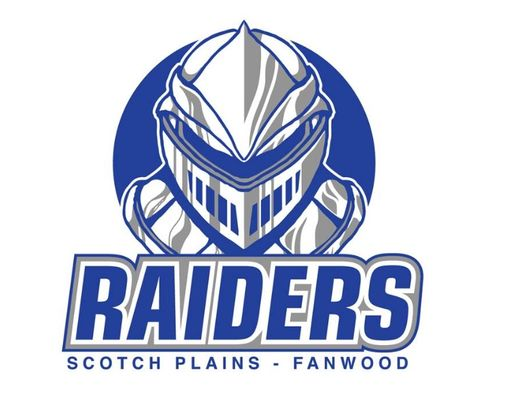 RAIDERS
SCOTCH PLAINS - FANWOOD